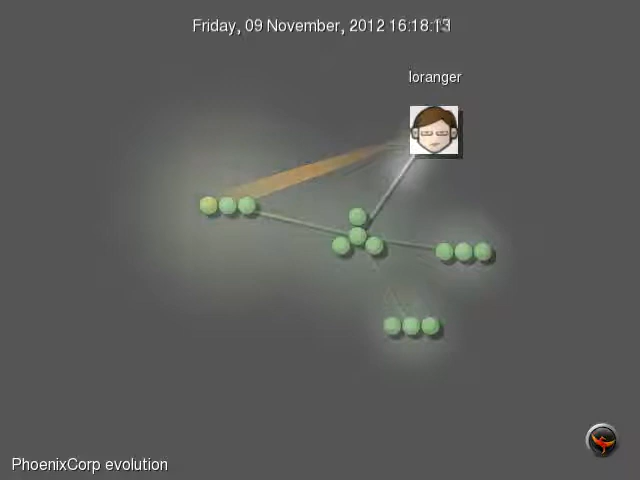 Friday, 09 November, 2012 16:18:13
loranger
PhoenixCorp evolution